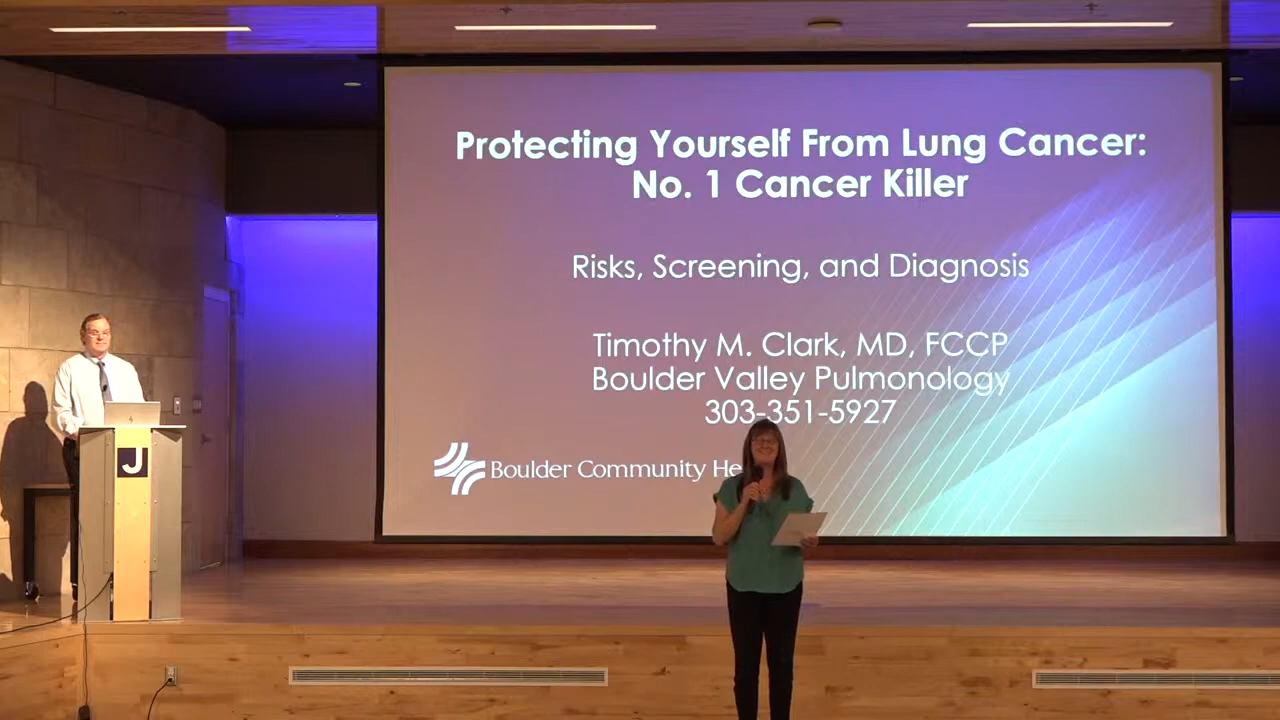 Protecting Yourself From Lung Cancer:
No. 1 Cancer Killer
Risks, Screening, and Diagnosis
Timothy M. Clark, MD, FCCP
Boulder Valley Pulmonology
303-351-5927
Boulder Community He
J